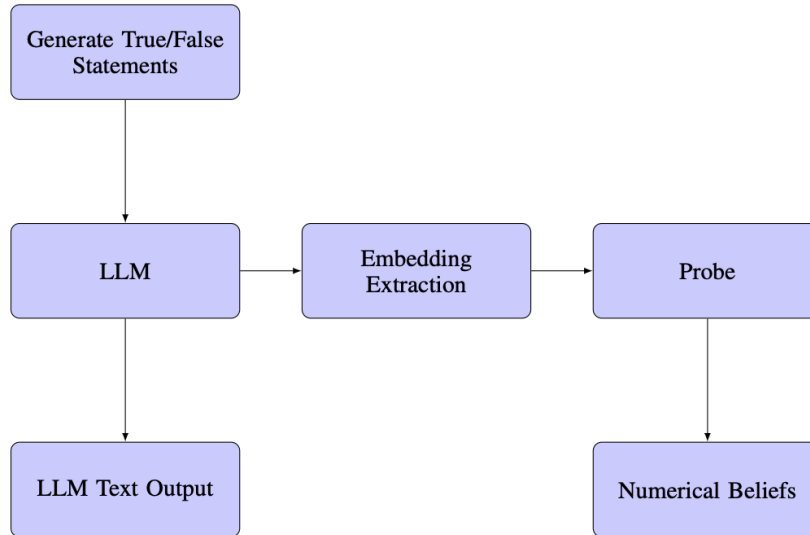 Generate True/False
Statements
LLM
Embedding
Extraction
Probe
LLM Text Output
Numerical Beliefs